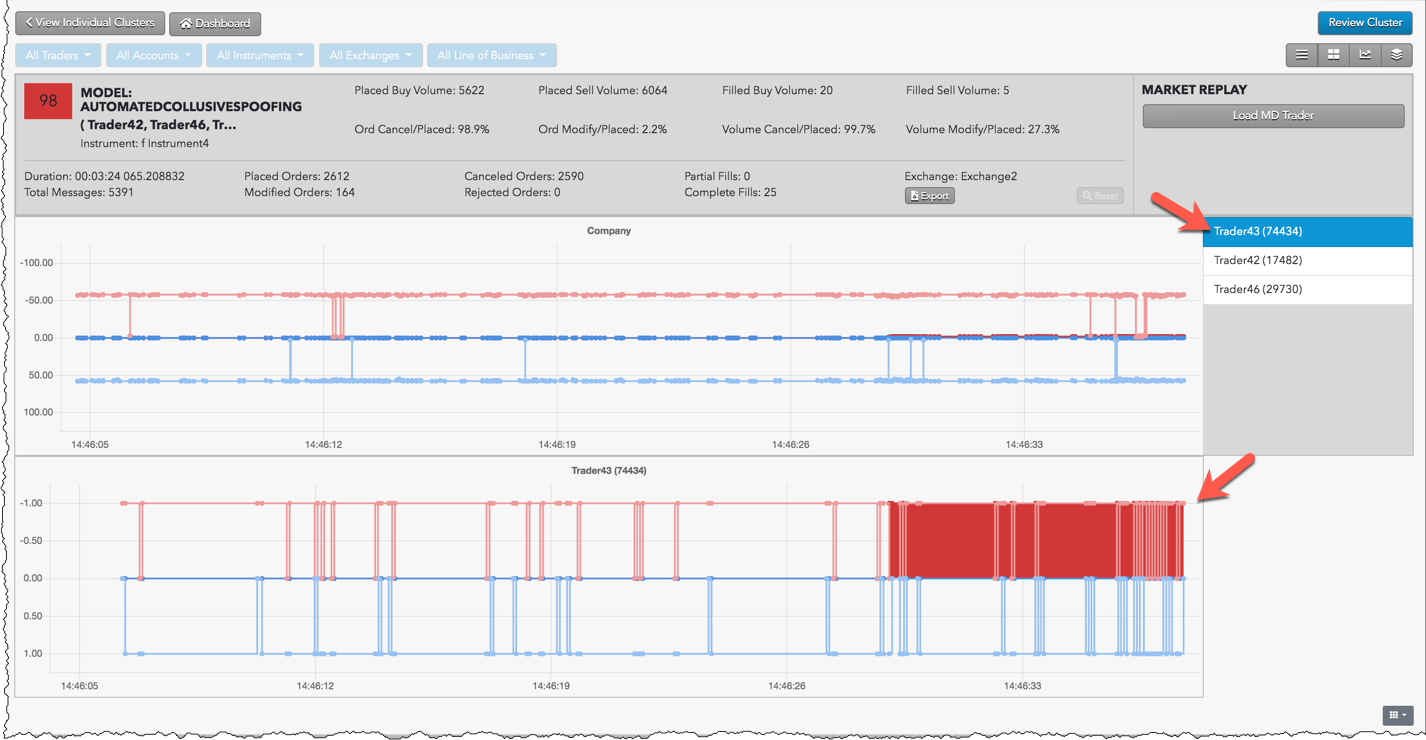 View Individual Clusters
Dashboard
Review Cluster
All Traders
All Accounts
All Instruments
All Exchanges
All Line of Business
98
MODEL:
AUTOMATEDCOLLUSIVESPOOFING
( Trader42, Trader46, Tr...
Instrument: f Instrument4
Placed Buy Volume: 5622
Placed Sell Volume: 6064
Filled Buy Volume: 20
Filled Sell Volume: 5
Ord Cancel/Placed: 98.9%
Ord Modify/Placed: 2.2%
Volume Cancel/Placed: 99.7%
Volume Modify/Placed: 27.3%
MARKET REPLAY
Load MD Trader
Duration: 00:03:24 065.208832
Placed Orders: 2612
Canceled Orders: 2590
Partial Fills: 0
Exchange: Exchange2
Total Messages: 5391
Modified Orders: 164
Rejected Orders: 0
Complete Fills: 25
Export
Reset
Company
-100.00
-50.00
0.00
50.00
100.00
14:46:05
14:46:12
14:46:19
14:46:26
14:46:33
Trader43 (74434)
Trader42 (17482)
Trader46 (29730)
Trader43 (74434)
-1.00
-0.50
0.00
0.50
1.00
14:46:05
14:46:12
14:46:19
14:46:26
14:46:33